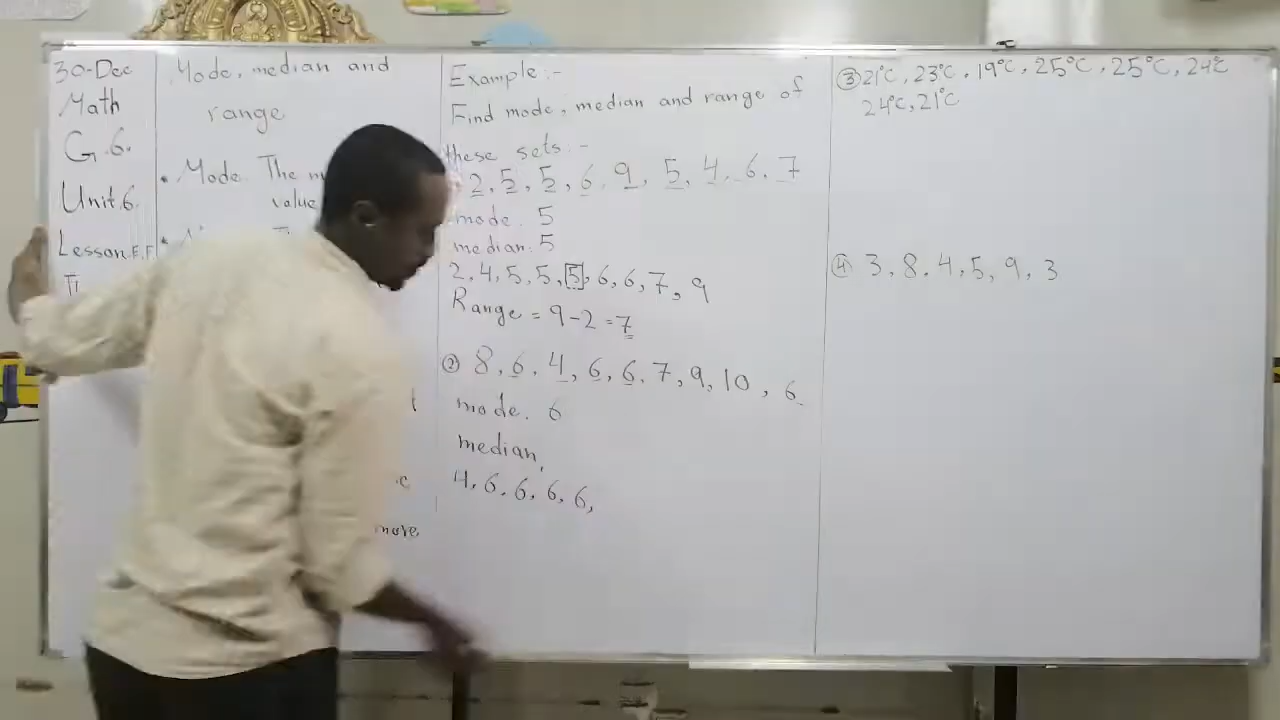 30-Dec
Math
G.6.
Unit.6.
Lesson.E.F
Mode, median and
range
• Mode. The
value
more
Example:-
Find mode, median and range of
these sets:-
2, 5, 5, 6, 9, 5, 4, 6, 7
mode. 5
median. 5
2, 4, 5, 5, 5, 6, 6, 7, 9
Range = 9-2 = 7
② 8, 6, 4, 6, 6, 7, 9, 10, 6
mode. 6
median,
4, 6, 6, 6, 6,
③ 21°C, 23°C, 19°C, 25°C, 25°C, 24°C
24°C, 21°C
④ 3, 8, 4, 5, 9, 3